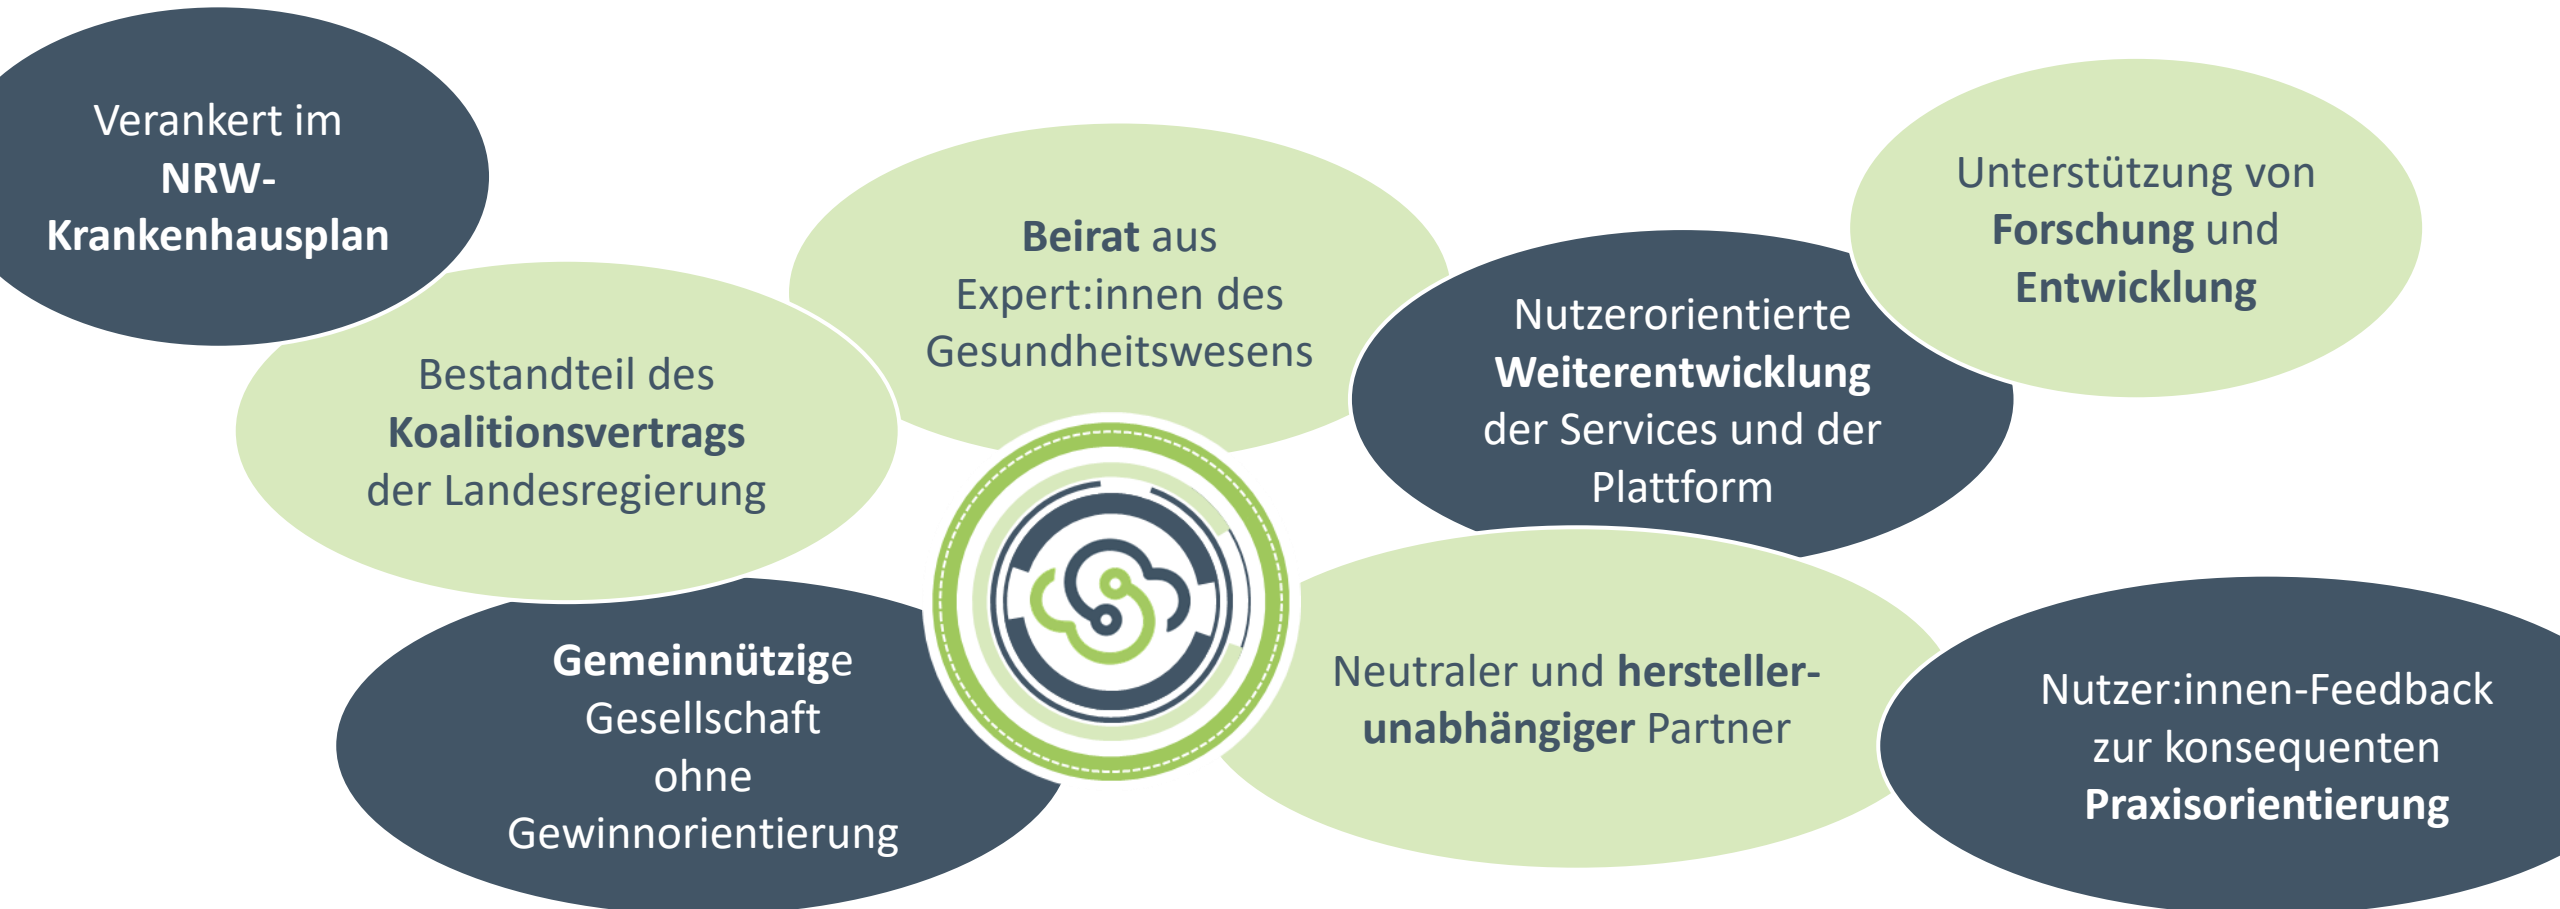 Verankert im
NRW-
Krankenhausplan
Bestandteil des
Koalitionsvertrags
der Landesregierung
Gemeinnützige
Gesellschaft
ohne
Gewinnorientierung
Beirat aus
Expert:innen des
Gesundheitswesens
Nutzerorientierte
Weiterentwicklung
der Services und der
Plattform
Unterstützung von
Forschung und
Entwicklung
Neutraler und hersteller-
unabhängiger Partner
Nutzer:innen-Feedback
zur konsequenten
Praxisorientierung